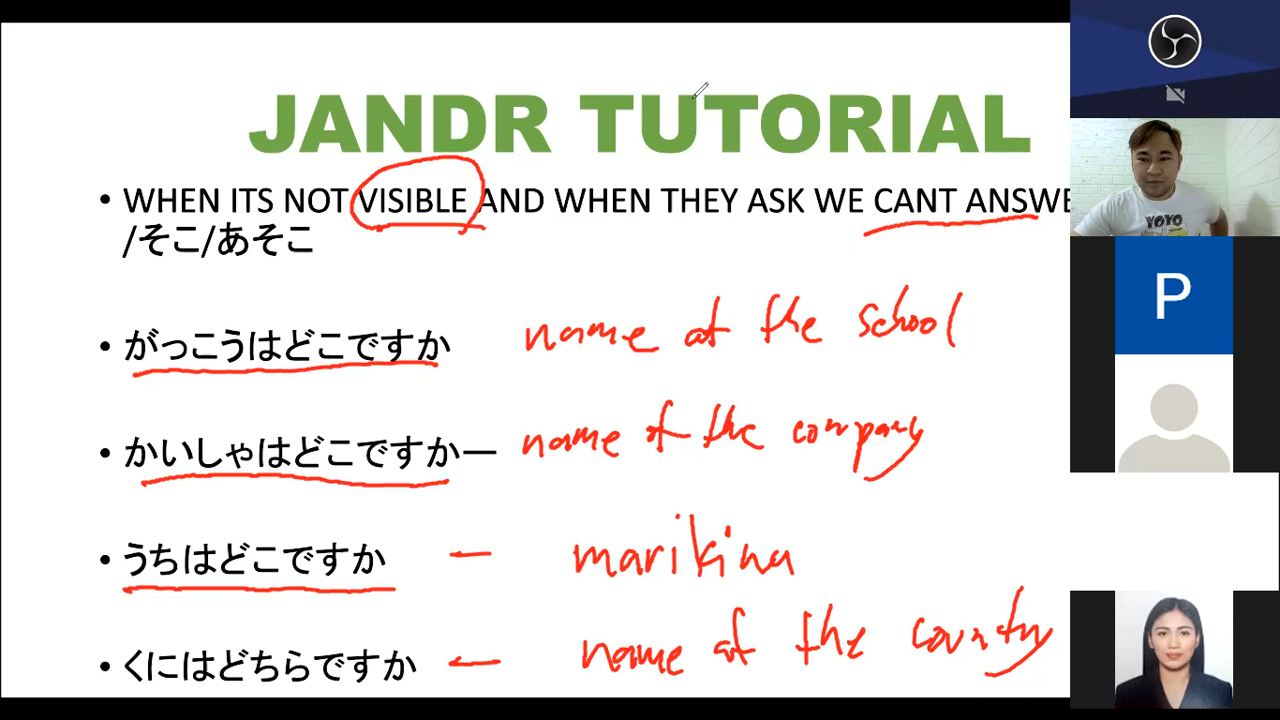 JANDR TUTORIAL
• WHEN ITS NOT VISIBLE AND WHEN THEY ASK WE CANT ANSWE
/そこ/あそこ
• がっこうはどこですか name at the school
• かいしゃはどこですかー name of the company
• うちはどこですか — marikina
• くにはどちらですか — name of the country
YOYO
P